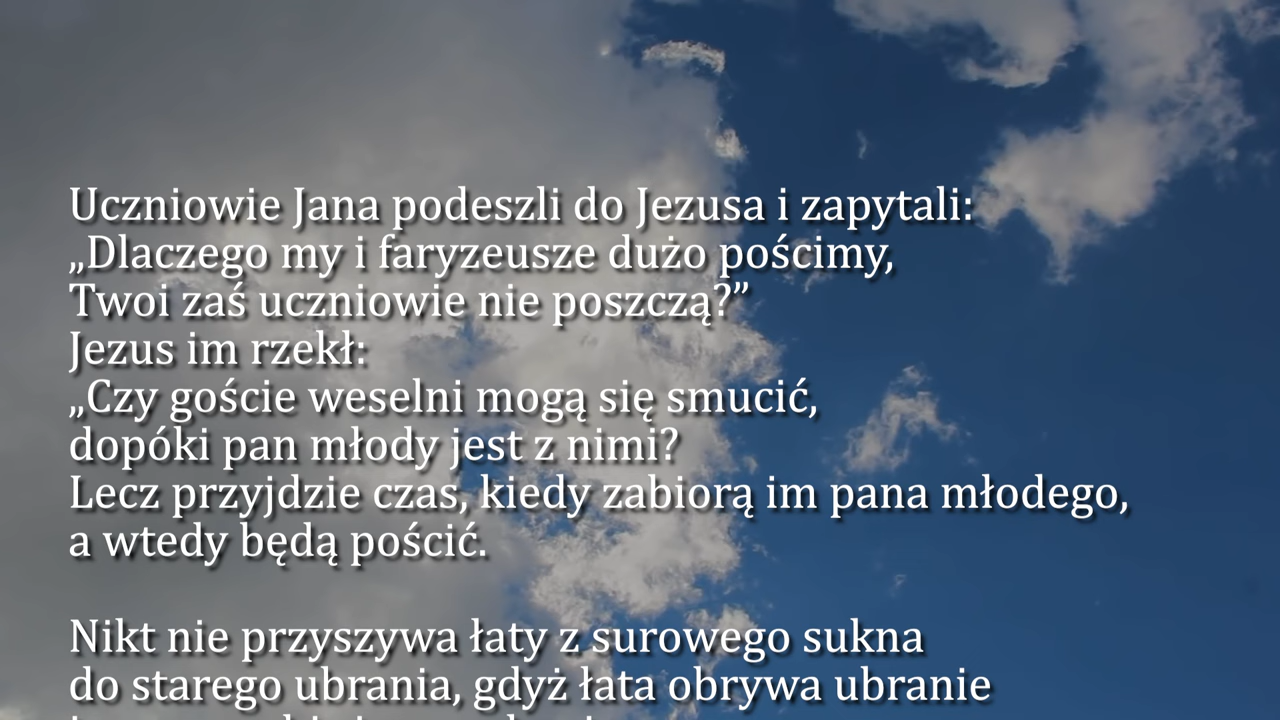 Uczniowie Jana podeszli do Jezusa i zapytali:
„Dlaczego my i faryzeusze dużo pościmy,
Twoi zaś uczniowie nie poszczą?”
Jezus im rzekł:
„Czy goście weselni mogą się smucić,
dopóki pan młody jest z nimi?
Lecz przyjdzie czas, kiedy zabiorą im pana młodego,
a wtedy będą pościć.
Nikt nie przyszywa łaty z surowego sukna
do starego ubrania, gdyż łata obrywa ubranie